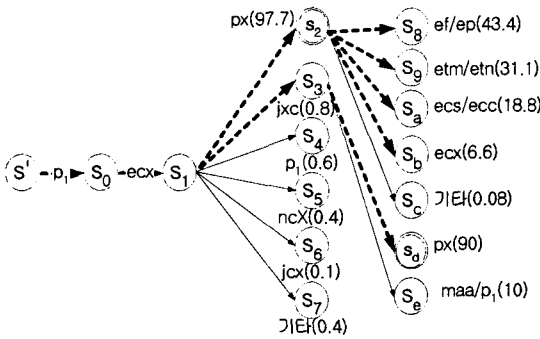 px(97.7)
S₂
S₈ ef/ep(43.4)
S₉ etm/etn(31.1)
S₃
jxc(0.8)
Sₐ ecs/ecc(18.8)
S₄
p₁(0.6)
S_b ecx(6.6)
S' p₁ S₀ ecx S₁
S₅
ncX(0.4)
S_c 기타(0.08)
S₆
jcx(0.1)
S_d px(90)
S₇
기타(0.4)
Sₑ maa/p₁(10)